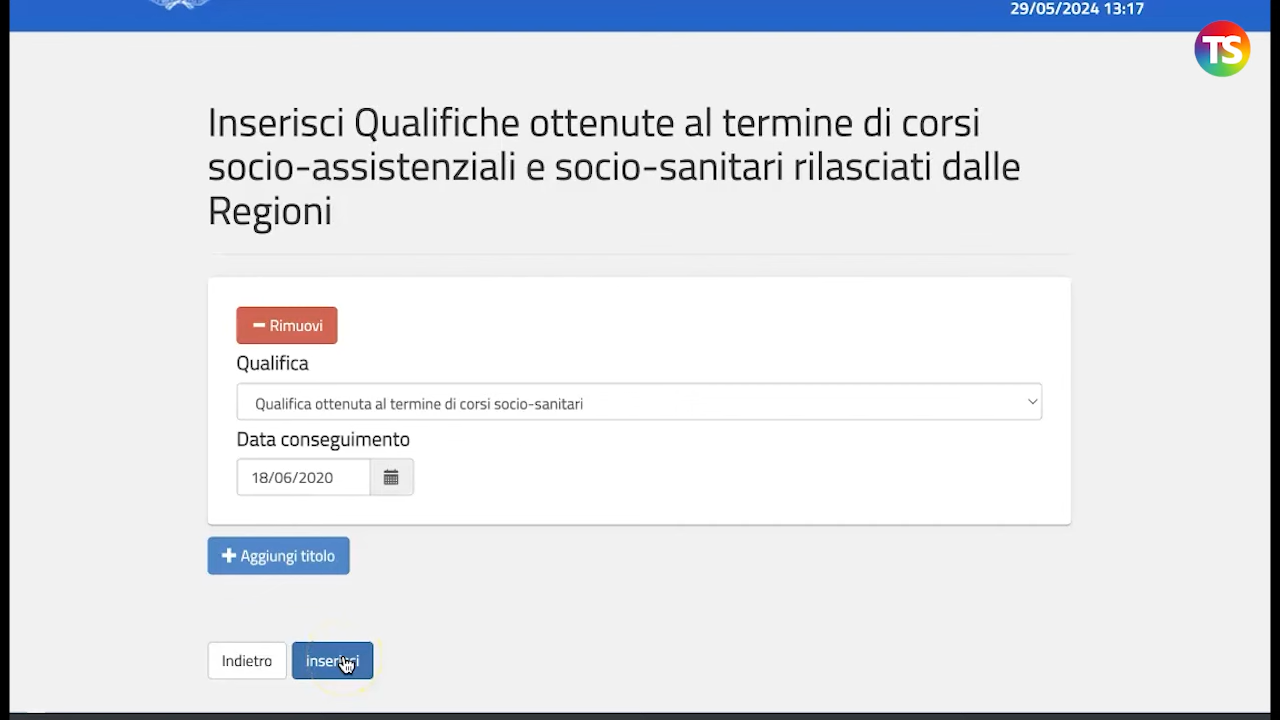 29/05/2024 13:17
TS
Inserisci Qualifiche ottenute al termine di corsi
socio-assistenziali e socio-sanitari rilasciati dalle
Regioni
Rimuovi
Qualifica
Qualifica ottenuta al termine di corsi socio-sanitari
Data conseguimento
18/06/2020
Aggiungi titolo
Indietro
inserisci